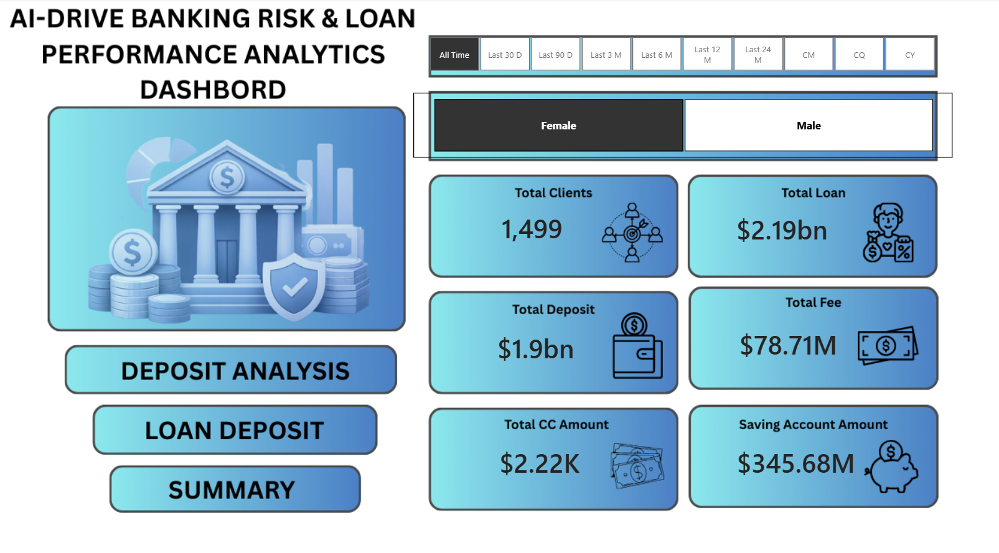 AI-DRIVE BANKING RISK & LOAN
PERFORMANCE ANALYTICS
DASHBORD
All Time
Last 30 D
Last 90 D
Last 3 M
Last 6 M
Last 12
M
Last 24
M
CM
CQ
CY
Female
Male
Total Clients
1,499
Total Loan
$2.19bn
Total Deposit
$1.9bn
Total Fee
$78.71M
Total CC Amount
$2.22K
Saving Account Amount
$345.68M
DEPOSIT ANALYSIS
LOAN DEPOSIT
SUMMARY